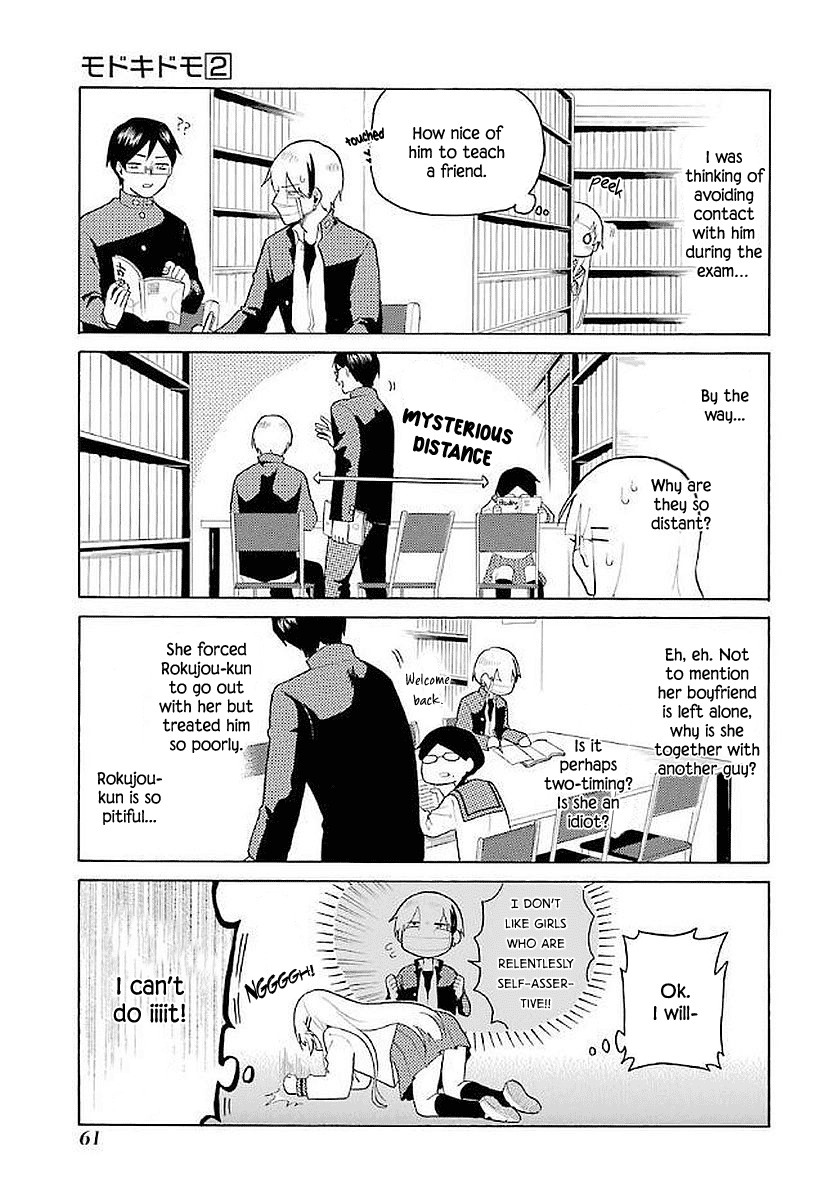 モドキドモ2
I was
thinking of
avoiding
contact
with him
during the
exam...
peek
How nice of
him to teach
a friend.
touched
??
By the
way...
Why are
they so
distant?
MYSTERIOUS
DISTANCE
Eh, eh. Not
to mention
her boyfriend
is left alone,
why is she
together with
another guy?
Is it
perhaps
two-timing?
Is she an
idiot?
Welcome
back.
She forced
Rokujou-kun
to go out
with her but
treated him
so poorly.
Rokujou-
kun is so
pitiful...
Ok.
I will-
I DON'T
LIKE GIRLS
WHO ARE
RELENTLESLY
SELF-ASSER-
TIVE!!
NGGGGH!
I can't
do iiiit!
61